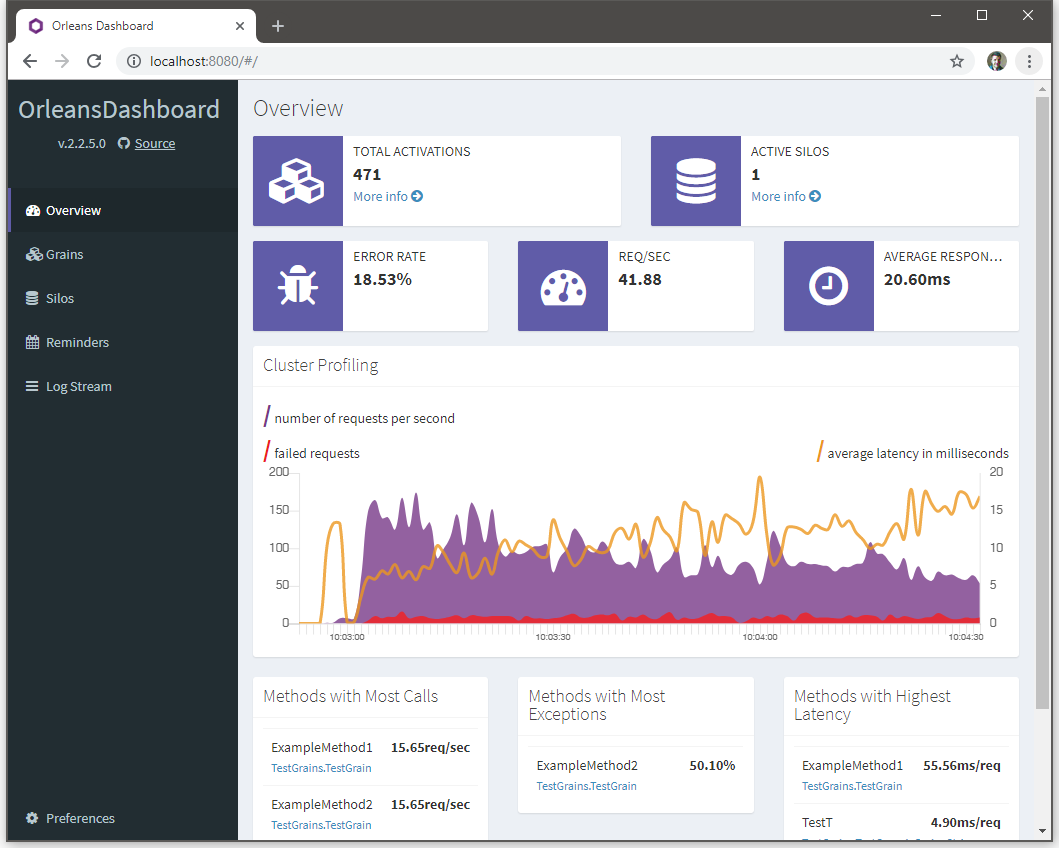 Orleans Dashboard
localhost:8080/#/
OrleansDashboard
v.2.2.5.0 Source
Overview
Grains
Silos
Reminders
Log Stream
Preferences
Overview
TOTAL ACTIVATIONS
471
More info
ACTIVE SILOS
1
More info
ERROR RATE
18.53%
REQ/SEC
41.88
AVERAGE RESPON...
20.60ms
Cluster Profiling
number of requests per second
failed requests
average latency in milliseconds
200
150
100
50
0
20
15
10
5
0
10:03:00 10:03:30 10:04:00 10:04:30
Methods with Most Calls
ExampleMethod1 15.65req/sec
TestGrains.TestGrain
ExampleMethod2 15.65req/sec
TestGrains.TestGrain
Methods with Most
Exceptions
ExampleMethod2 50.10%
TestGrains.TestGrain
Methods with Highest
Latency
ExampleMethod1 55.56ms/req
TestGrains.TestGrain
TestT 4.90ms/req